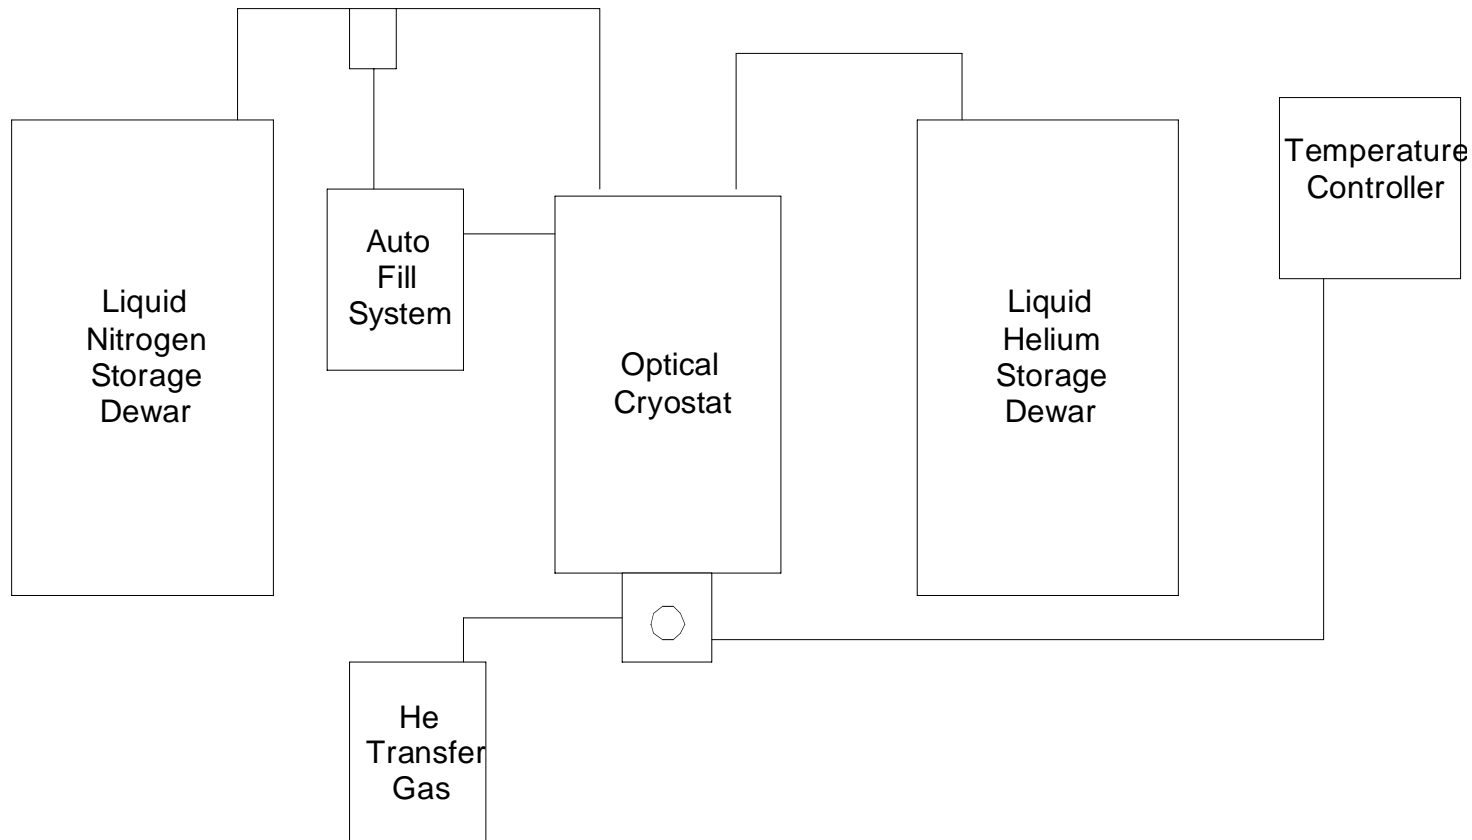 Liquid
Nitrogen
Storage
Dewar
Auto
Fill
System
Optical
Cryostat
Liquid
Helium
Storage
Dewar
Temperature
Controller
He
Transfer
Gas